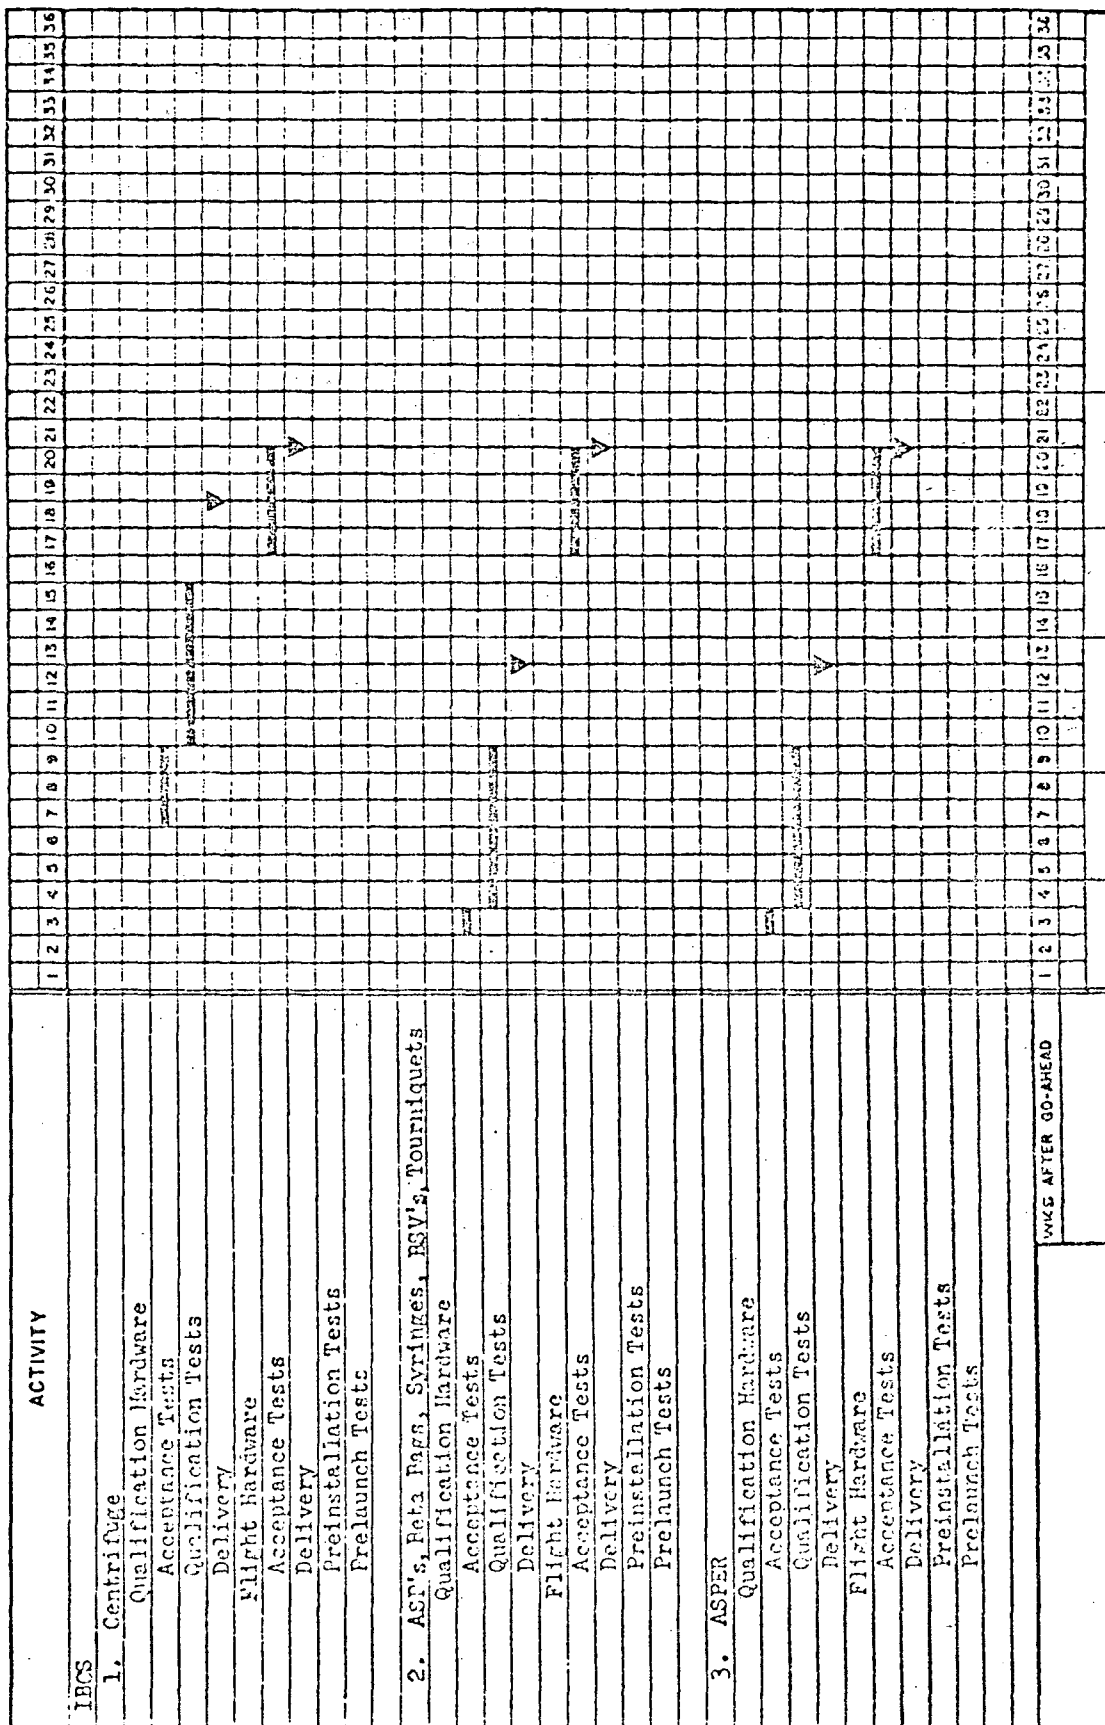 ACTIVITY
1 2 3 4 5 6 7 8 9 10 11 12 13 14 15 16 17 18 19 20 21 22 23 24 25 26 27 28 29 30 31 32 33 34 35 36
IBCS
1. Centrifuge
Qualification Hardware
Acceptance Tests
Qualification Tests
Delivery
Flight Hardware
Acceptance Tests
Delivery
Preinstallation Tests
Prelaunch Tests
2. ASP's, Beta Bags, Syringes, BSV's, Tourniquets
Qualification Hardware
Acceptance Tests
Qualification Tests
Delivery
Flight Hardware
Acceptance Tests
Delivery
Preinstallation Tests
Prelaunch Tests
3. ASPER
Qualification Hardware
Acceptance Tests
Qualification Tests
Delivery
Flight Hardware
Acceptance Tests
Delivery
Preinstallation Tests
Prelaunch Tests
WKS AFTER GO-AHEAD 1 2 3 4 5 6 7 8 9 10 11 12 13 14 15 16 17 18 19 20 21 22 23 24 25 26 27 28 29 30 31 32 33 34 35 36